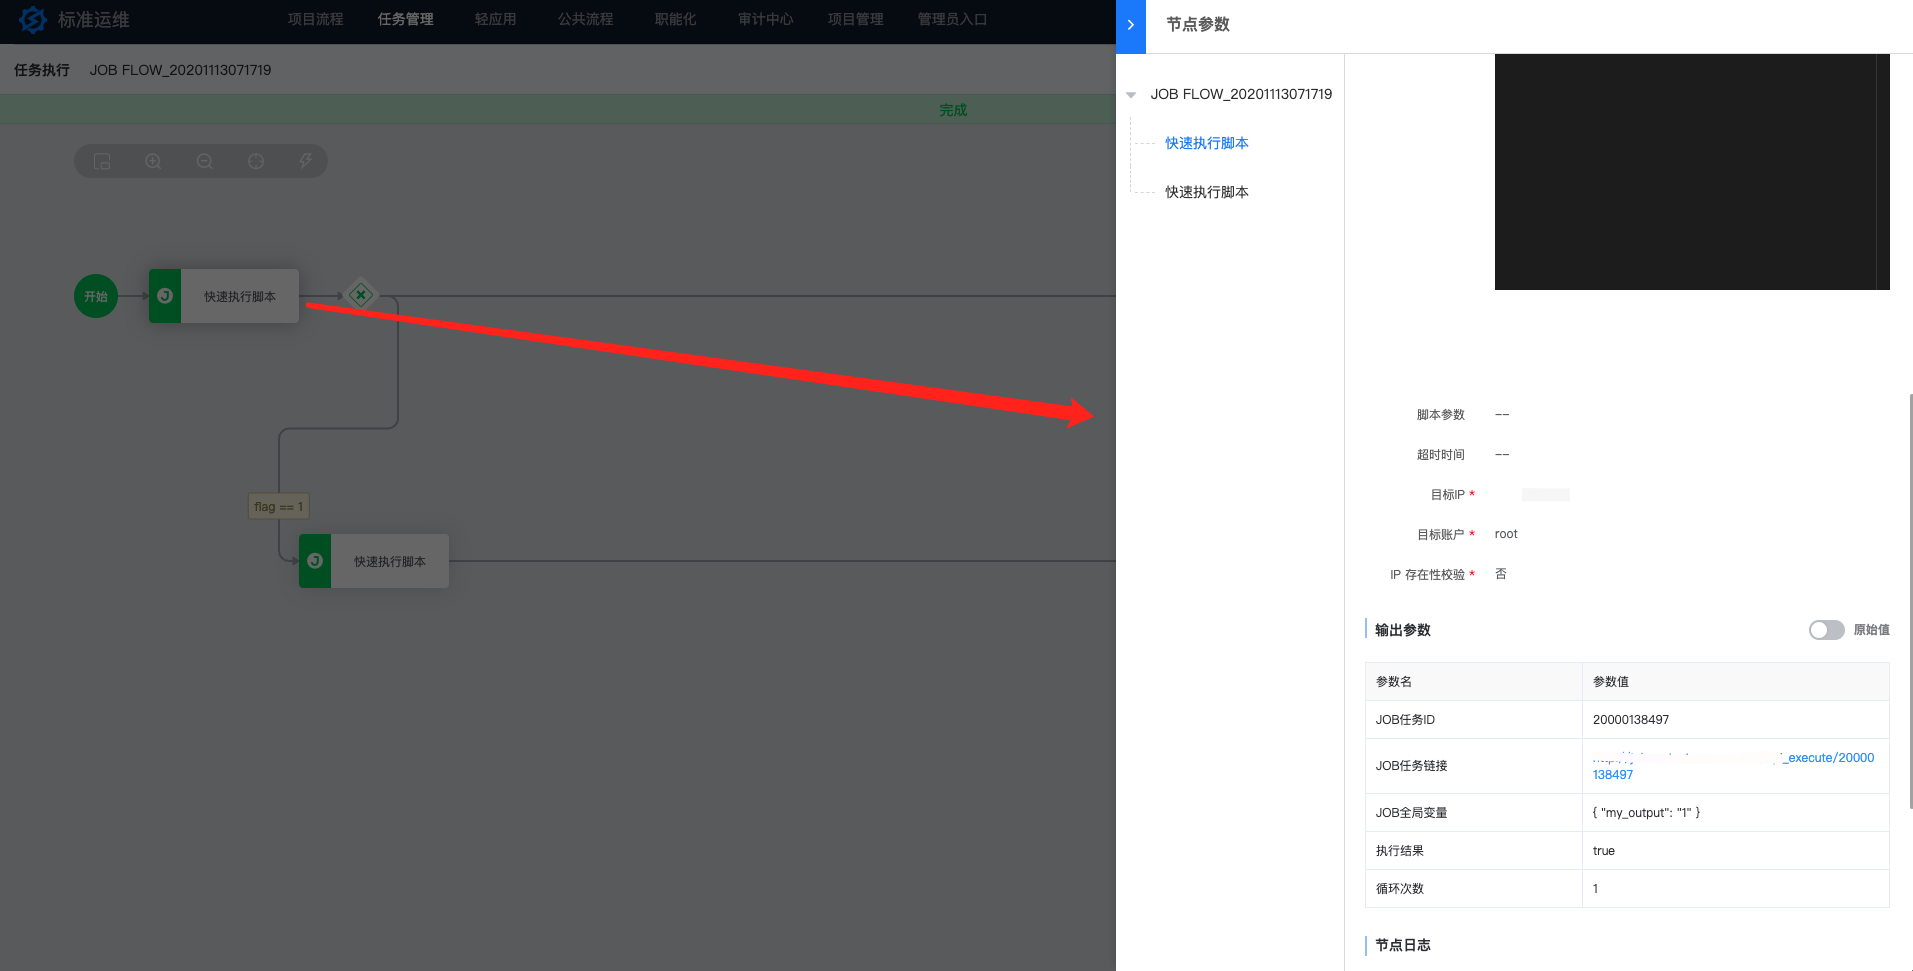 标准运维
项目流程
任务管理
轻应用
公共流程
职能化
审计中心
项目管理
管理员入口
任务执行
JOB FLOW_20201113071719
完成
开始
快速执行脚本
flag == 1
快速执行脚本
节点参数
JOB FLOW_20201113071719
快速执行脚本
快速执行脚本
脚本参数 --
超时时间 --
目标IP *
目标账户 * root
IP 存在性校验 * 否
输出参数
原始值
参数名 参数值
JOB任务ID 20000138497
JOB任务链接 _execute/20000
138497
JOB全局变量 { "my_output": "1" }
执行结果 true
循环次数 1
节点日志